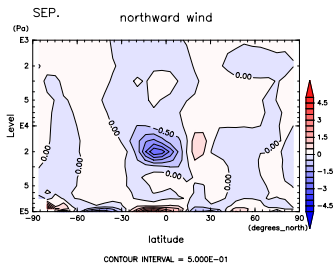 SEP.
northward wind
(Pa)
E3
2
5
E4
2
5
E5
Level
0.00
0.00
0.00
-0.50
0.00
0.00
0.00
4.5
3
1.5
0
-1.5
-3
-4.5
-90 -60 -30 0 30 60 90
(degrees_north)
latitude
CONTOUR INTERVAL = 5.000E-01